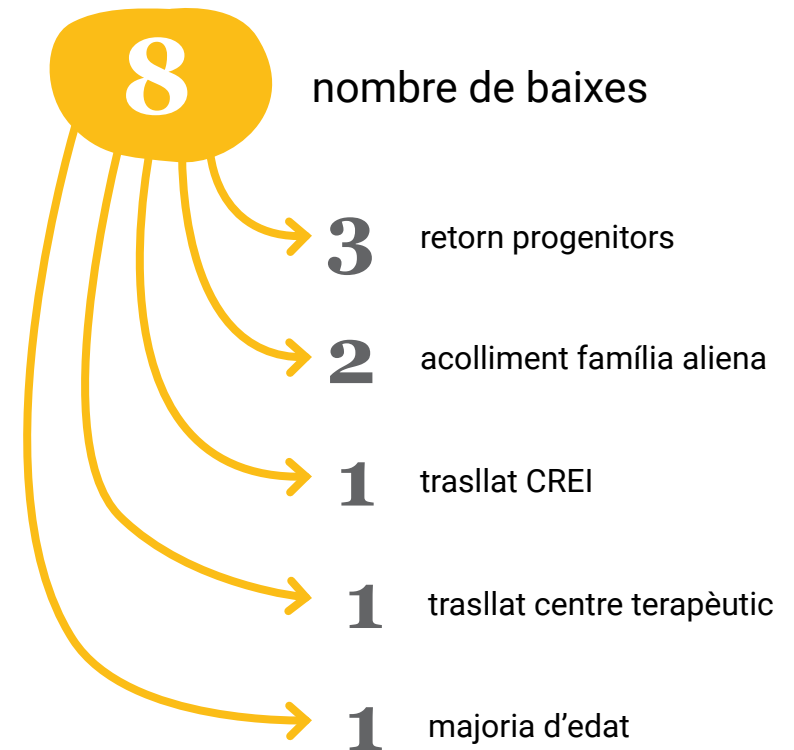 8 nombre de baixes
3 retorn progenitors
2 acolliment família aliena
1 trasllat CREI
1 trasllat centre terapèutic
1 majoria d’edat